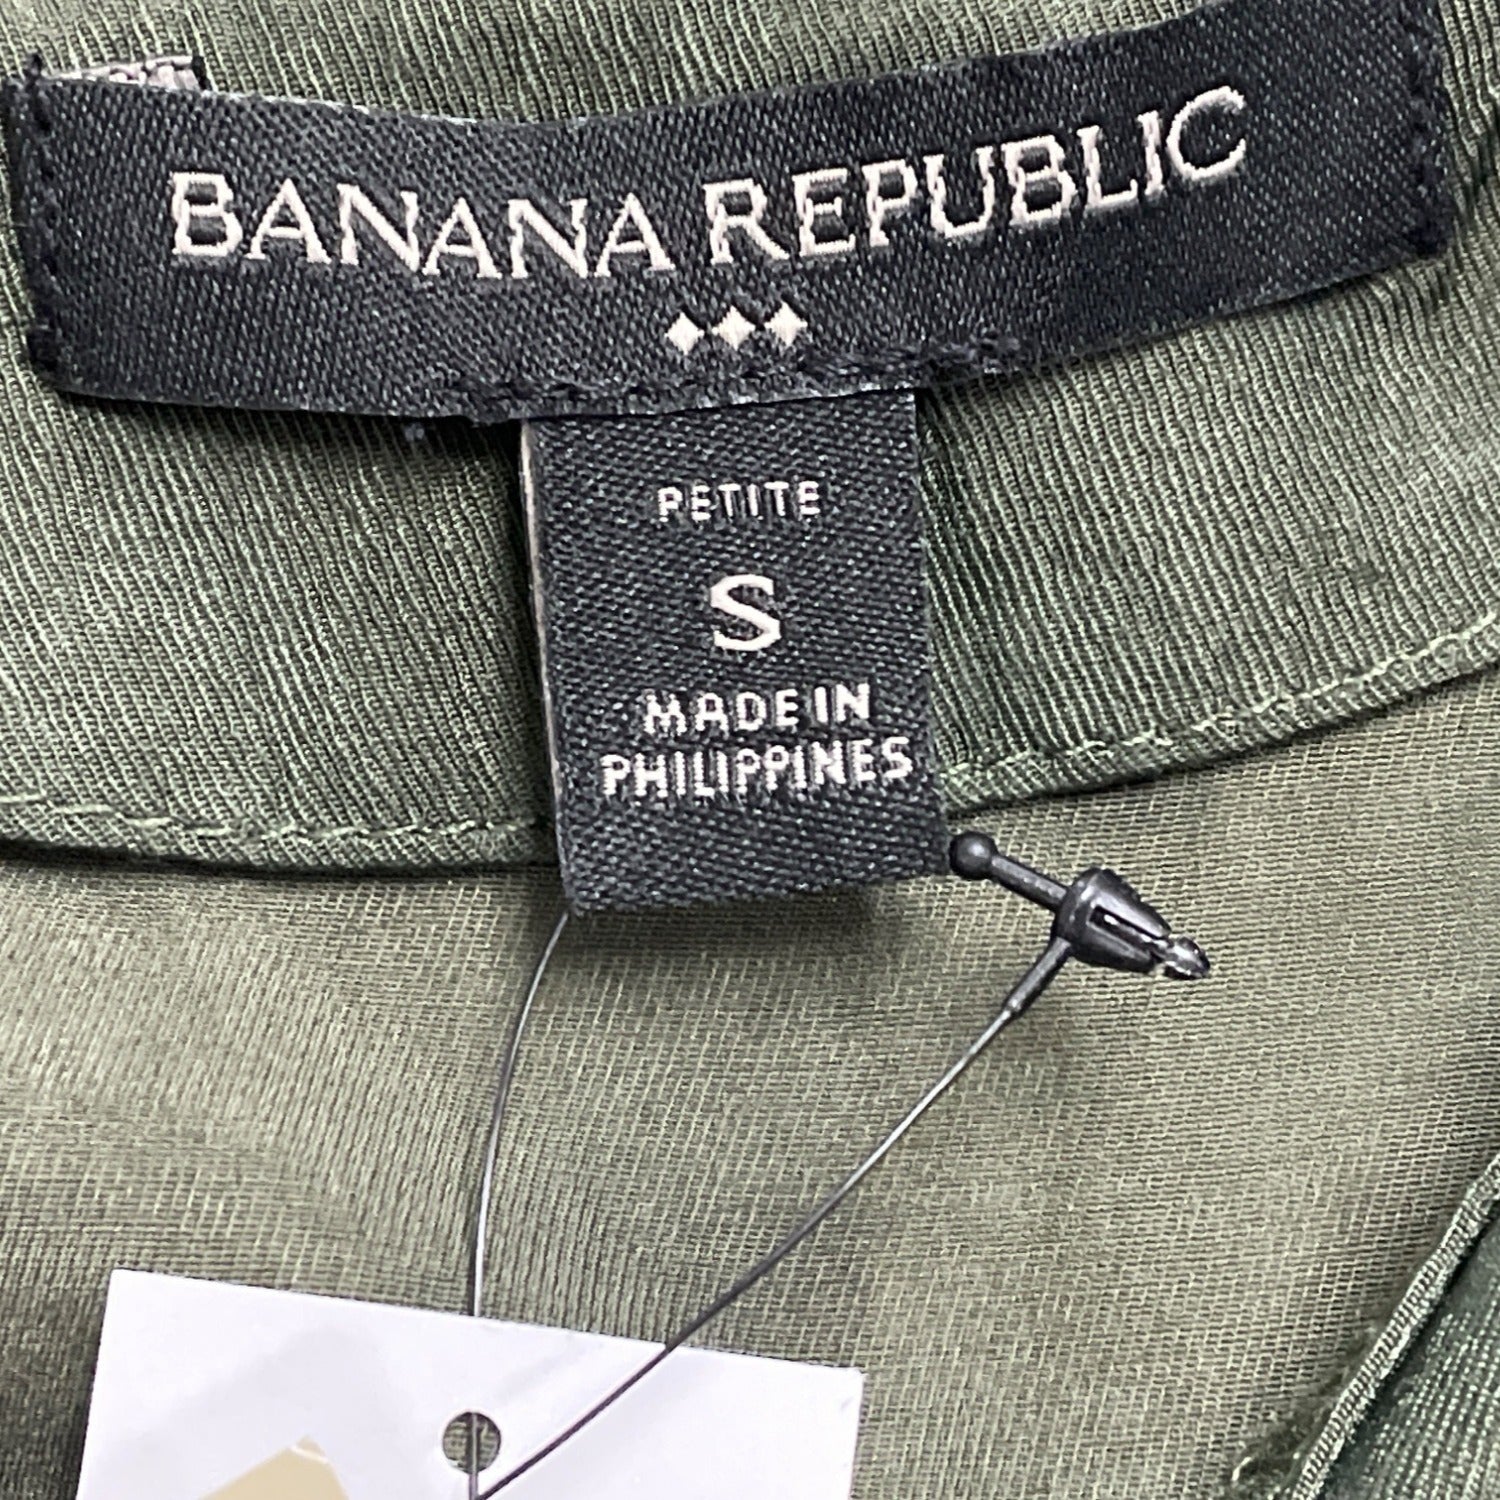 BANANA REPUBLIC
PETITE
S
MADE IN
PHILIPPINES